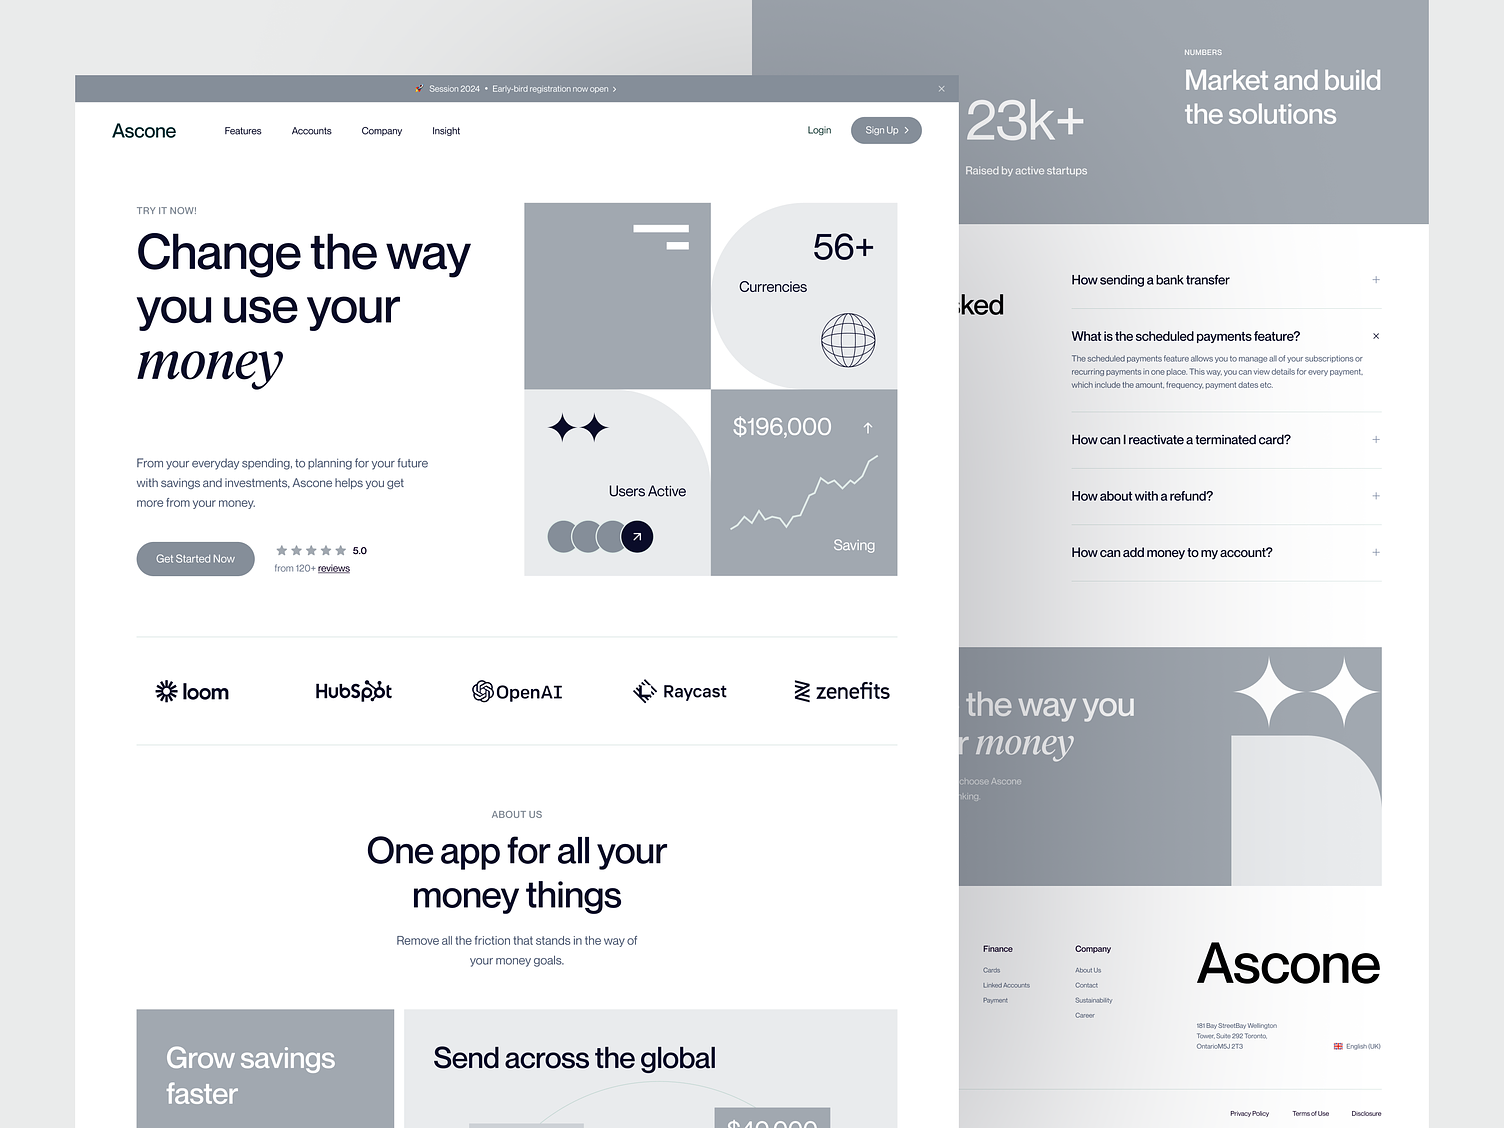 Session 2024 • Early-bird registration now open
Ascone
Features
Accounts
Company
Insight
Login
Sign Up
TRY IT NOW!
Change the way
you use your
money
From your everyday spending, to planning for your future
with savings and investments, Ascone helps you get
more from your money.
Get Started Now
5.0
from 120+ reviews
56+
Currencies
Users Active
$196,000
Saving
loom
HubSpot
OpenAI
Raycast
zenefits
ABOUT US
One app for all your
money things
Remove all the friction that stands in the way of
your money goals.
Grow savings
faster
Send across the global
$40,000
23k+
Raised by active startups
NUMBERS
Market and build
the solutions
How sending a bank transfer
What is the scheduled payments feature?
The scheduled payments feature allows you to manage all of your subscriptions or
recurring payments in one place. This way, you can view details for every payment,
which include the amount, frequency, payment dates etc.
How can I reactivate a terminated card?
How about with a refund?
How can add money to my account?
the way you
money
choose Ascone
Finance
Cards
Linked Accounts
Payment
Company
About Us
Contact
Sustainability
Career
Ascone
181 Bay StreetBay Wellington
Tower, Suite 292 Toronto,
OntarioM5J 2T3
English (UK)
Privacy Policy
Terms of Use
Disclosure